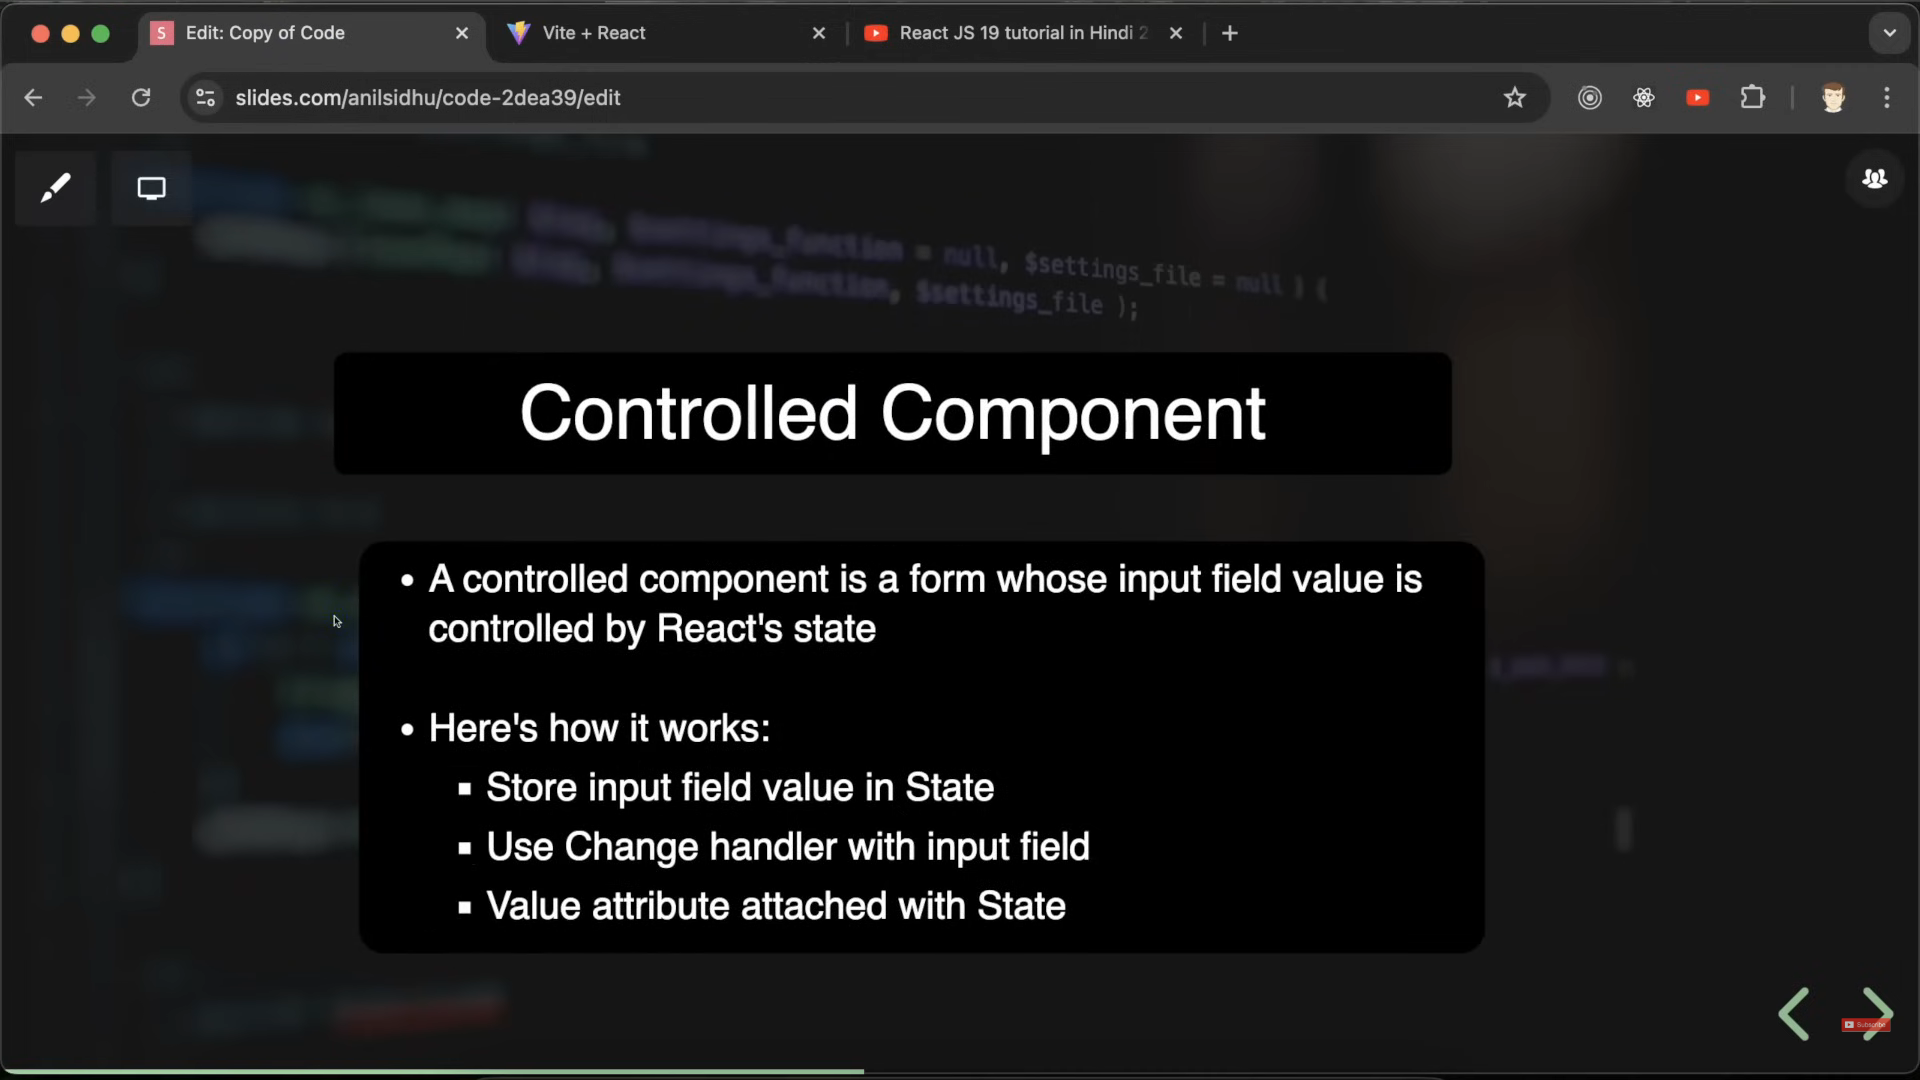 S Edit: Copy of Code
Vite + React
React JS 19 tutorial in Hindi 2
slides.com/anilsidhu/code-2dea39/edit
= null, $settings_file = null ) {
$settings_file );
Controlled Component
• A controlled component is a form whose input field value is
controlled by React's state
• Here's how it works:
▪ Store input field value in State
▪ Use Change handler with input field
▪ Value attribute attached with State
Subscribe